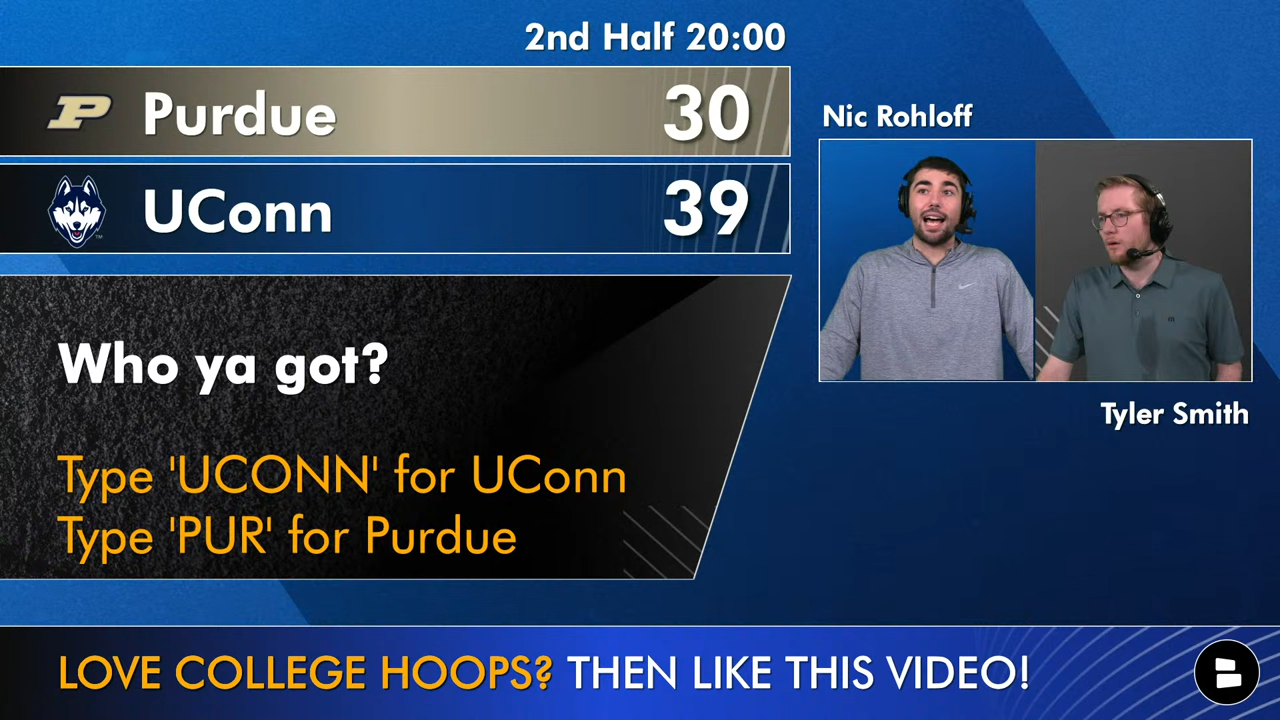 2nd Half 20:00
P Purdue 30
UConn 39
Nic Rohloff
Tyler Smith
Who ya got?
Type 'UCONN' for UConn
Type 'PUR' for Purdue
LOVE COLLEGE HOOPS? THEN LIKE THIS VIDEO!